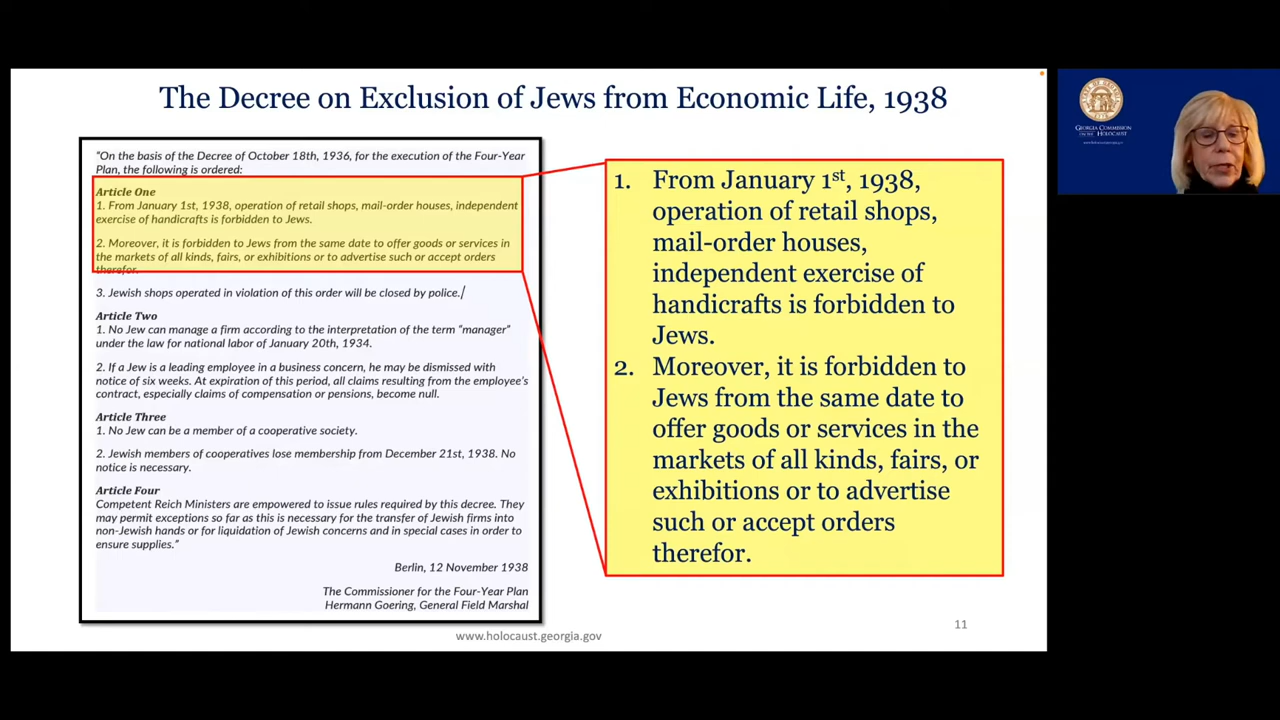 The Decree on Exclusion of Jews from Economic Life, 1938
“On the basis of the Decree of October 18th, 1936, for the execution of the Four-Year
Plan, the following is ordered:
Article One
1. From January 1st, 1938, operation of retail shops, mail-order houses, independent
exercise of handicrafts is forbidden to Jews.
2. Moreover, it is forbidden to Jews from the same date to offer goods or services in
the markets of all kinds, fairs, or exhibitions or to advertise such or accept orders
therefor.
3. Jewish shops operated in violation of this order will be closed by police.
Article Two
1. No Jew can manage a firm according to the interpretation of the term “manager”
under the law for national labor of January 20th, 1934.
2. If a Jew is a leading employee in a business concern, he may be dismissed with
notice of six weeks. At expiration of this period, all claims resulting from the employee’s
contract, especially claims of compensation or pensions, become null.
Article Three
1. No Jew can be a member of a cooperative society.
2. Jewish members of cooperatives lose membership from December 21st, 1938. No
notice is necessary.
Article Four
Competent Reich Ministers are empowered to issue rules required by this decree. They
may permit exceptions so far as this is necessary for the transfer of Jewish firms into
non-Jewish hands or for liquidation of Jewish concerns and in special cases in order to
ensure supplies.”
Berlin, 12 November 1938
The Commissioner for the Four-Year Plan
Hermann Goering, General Field Marshal
1. From January 1st, 1938,
operation of retail shops,
mail-order houses,
independent exercise of
handicrafts is forbidden to
Jews.
2. Moreover, it is forbidden to
Jews from the same date to
offer goods or services in the
markets of all kinds, fairs, or
exhibitions or to advertise
such or accept orders
therefor.
www.holocaust.georgia.gov
11
GEORGIA COMMISSION
ON THE HOLOCAUST